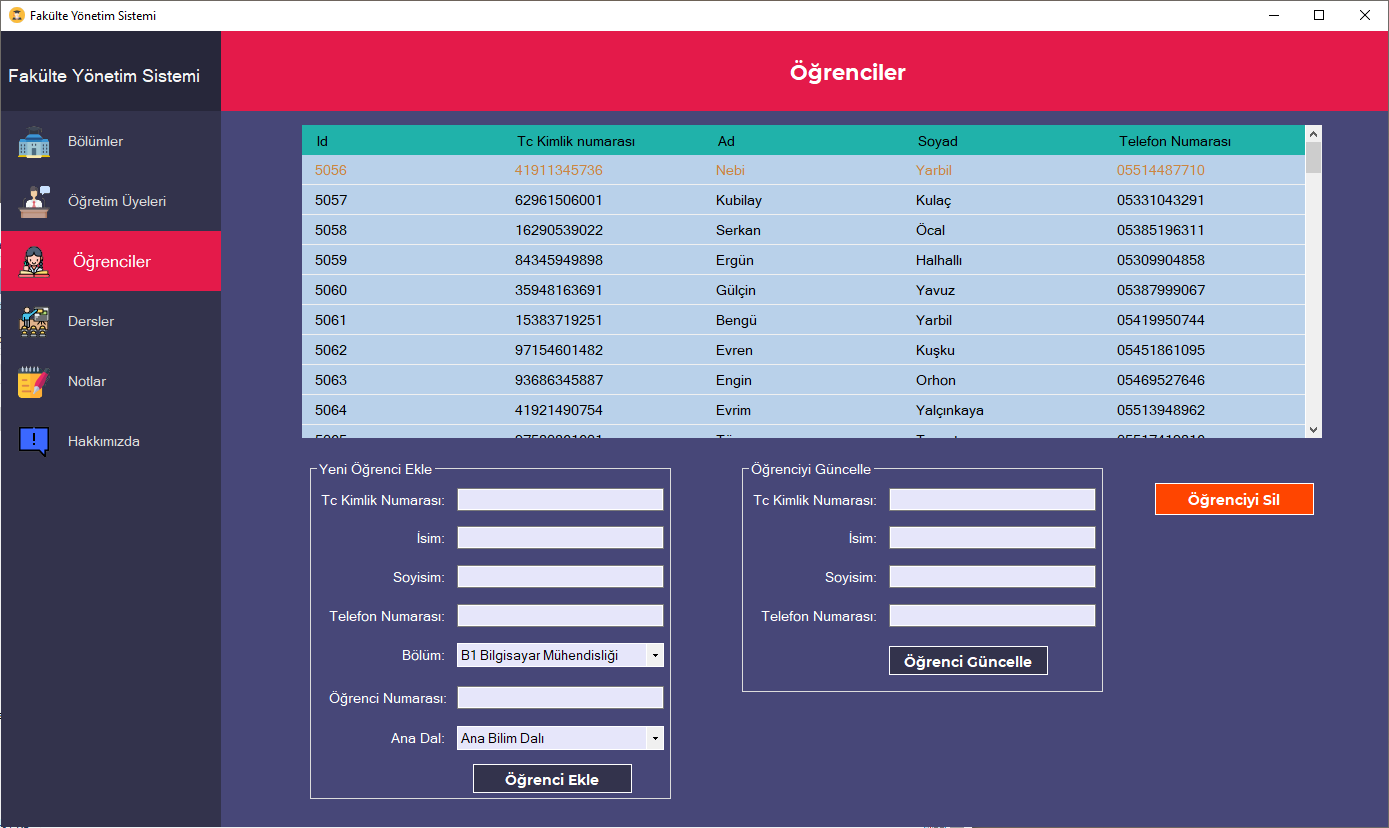 Fakülte Yönetim Sistemi
Fakülte Yönetim Sistemi
Bölümler
Öğretim Üyeleri
Öğrenciler
Dersler
Notlar
Hakkımızda
Öğrenciler
Id Tc Kimlik numarası Ad Soyad Telefon Numarası
5056 41911345736 Nebi Yarbil 05514487710
5057 62961506001 Kubilay Kulaç 05331043291
5058 16290539022 Serkan Öcal 05385196311
5059 84345949898 Ergün Halhallı 05309904858
5060 35948163691 Gülçin Yavuz 05387999067
5061 15383719251 Bengü Yarbil 05419950744
5062 97154601482 Evren Kuşku 05451861095
5063 93686345887 Engin Orhon 05469527646
5064 41921490754 Evrim Yalçınkaya 05513948962
Yeni Öğrenci Ekle
Tc Kimlik Numarası:
İsim:
Soyisim:
Telefon Numarası:
Bölüm: B1 Bilgisayar Mühendisliği
Öğrenci Numarası:
Ana Dal: Ana Bilim Dalı
Öğrenci Ekle
Öğrenciyi Güncelle
Tc Kimlik Numarası:
İsim:
Soyisim:
Telefon Numarası:
Öğrenci Güncelle
Öğrenciyi Sil